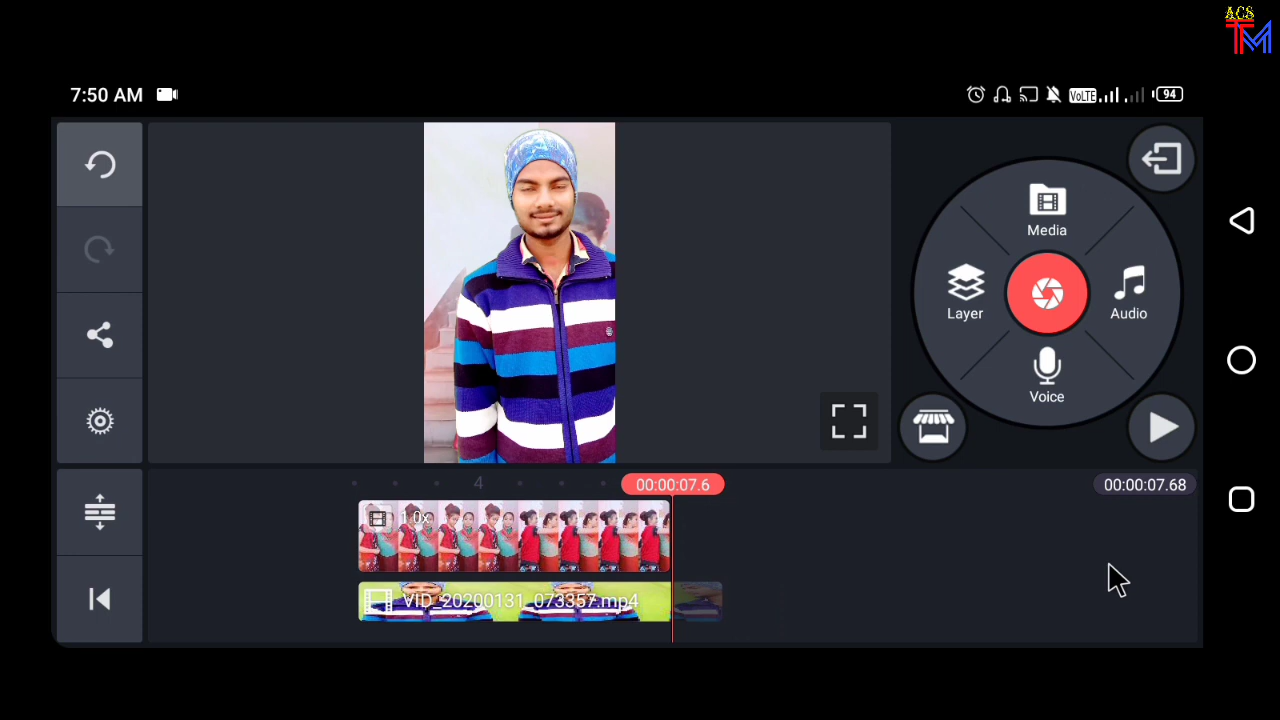 ACS
TM
7:50 AM
VoLTE
94
Media
Layer
Audio
Voice
4
00:00:07.6
00:00:07.68
1.0x
VID_20200131_073357.mp4